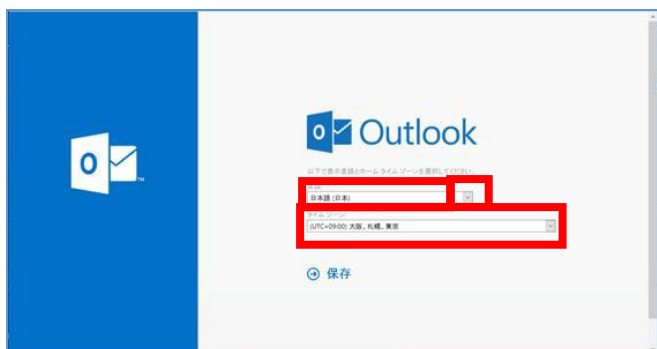 Outlook
以下で表示言語とホーム タイム ゾーンを選択してください。
日本語 (日本)
タイム ゾーン:
(UTC+09:00) 大阪、札幌、東京
保存